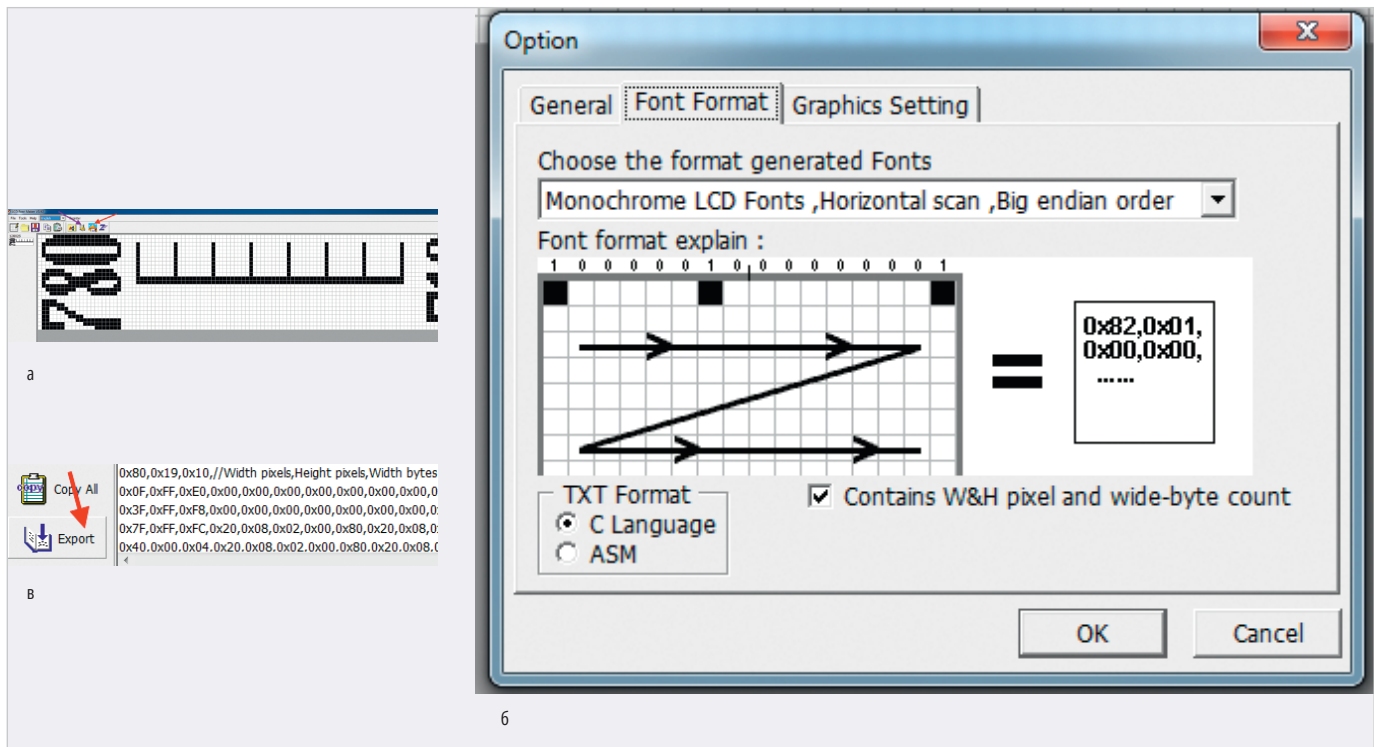 а
copy
Copy All
Export
0x80,0x19,0x10,//Width pixels,Height pixels,Width bytes
0x0F,0xFF,0xE0,0x00,0x00,0x00,0x00,0x00,0x00,0x00,0
0x3F,0xFF,0xF8,0x00,0x00,0x00,0x00,0x00,0x00,0x00,0
0x7F,0xFF,0xFC,0x20,0x08,0x02,0x00,0x80,0x20,0x08,0
0x40,0x00,0x04,0x20,0x08,0x02,0x00,0x80,0x20,0x08,0
в
Option
General
Font Format
Graphics Setting
Choose the format generated Fonts
Monochrome LCD Fonts ,Horizontal scan ,Big endian order
Font format explain :
1 0 0 0 0 0 1 0 0 0 0 0 0 0 0 1
0x82,0x01,
0x00,0x00,
......
TXT Format
C Language
ASM
Contains W&H pixel and wide-byte count
OK
Cancel
б